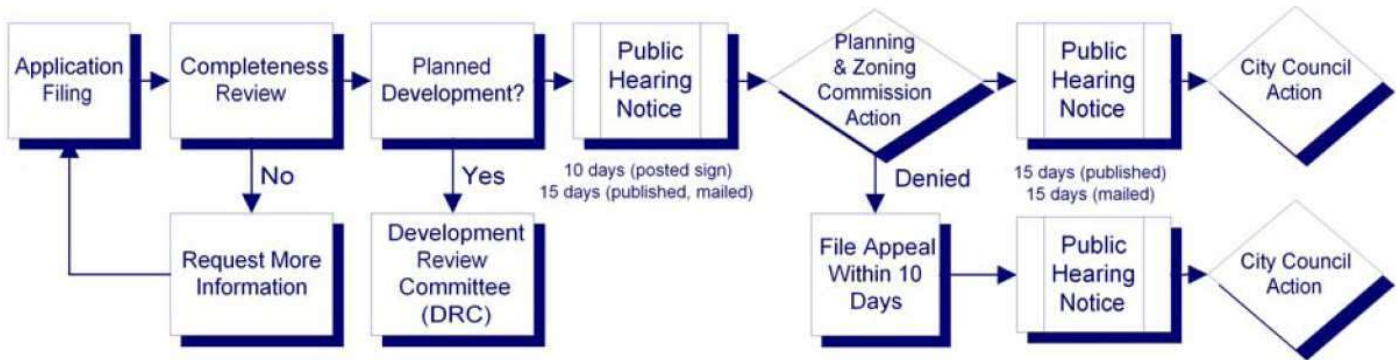 Application
Filing
Completeness
Review
Planned
Development?
Public
Hearing
Notice
Planning
& Zoning
Commission
Action
Public
Hearing
Notice
City Council
Action
No
Yes
10 days (posted sign)
15 days (published, mailed)
Denied
15 days (published)
15 days (mailed)
Request More
Information
Development
Review
Committee
(DRC)
File Appeal
Within 10
Days
Public
Hearing
Notice
City Council
Action